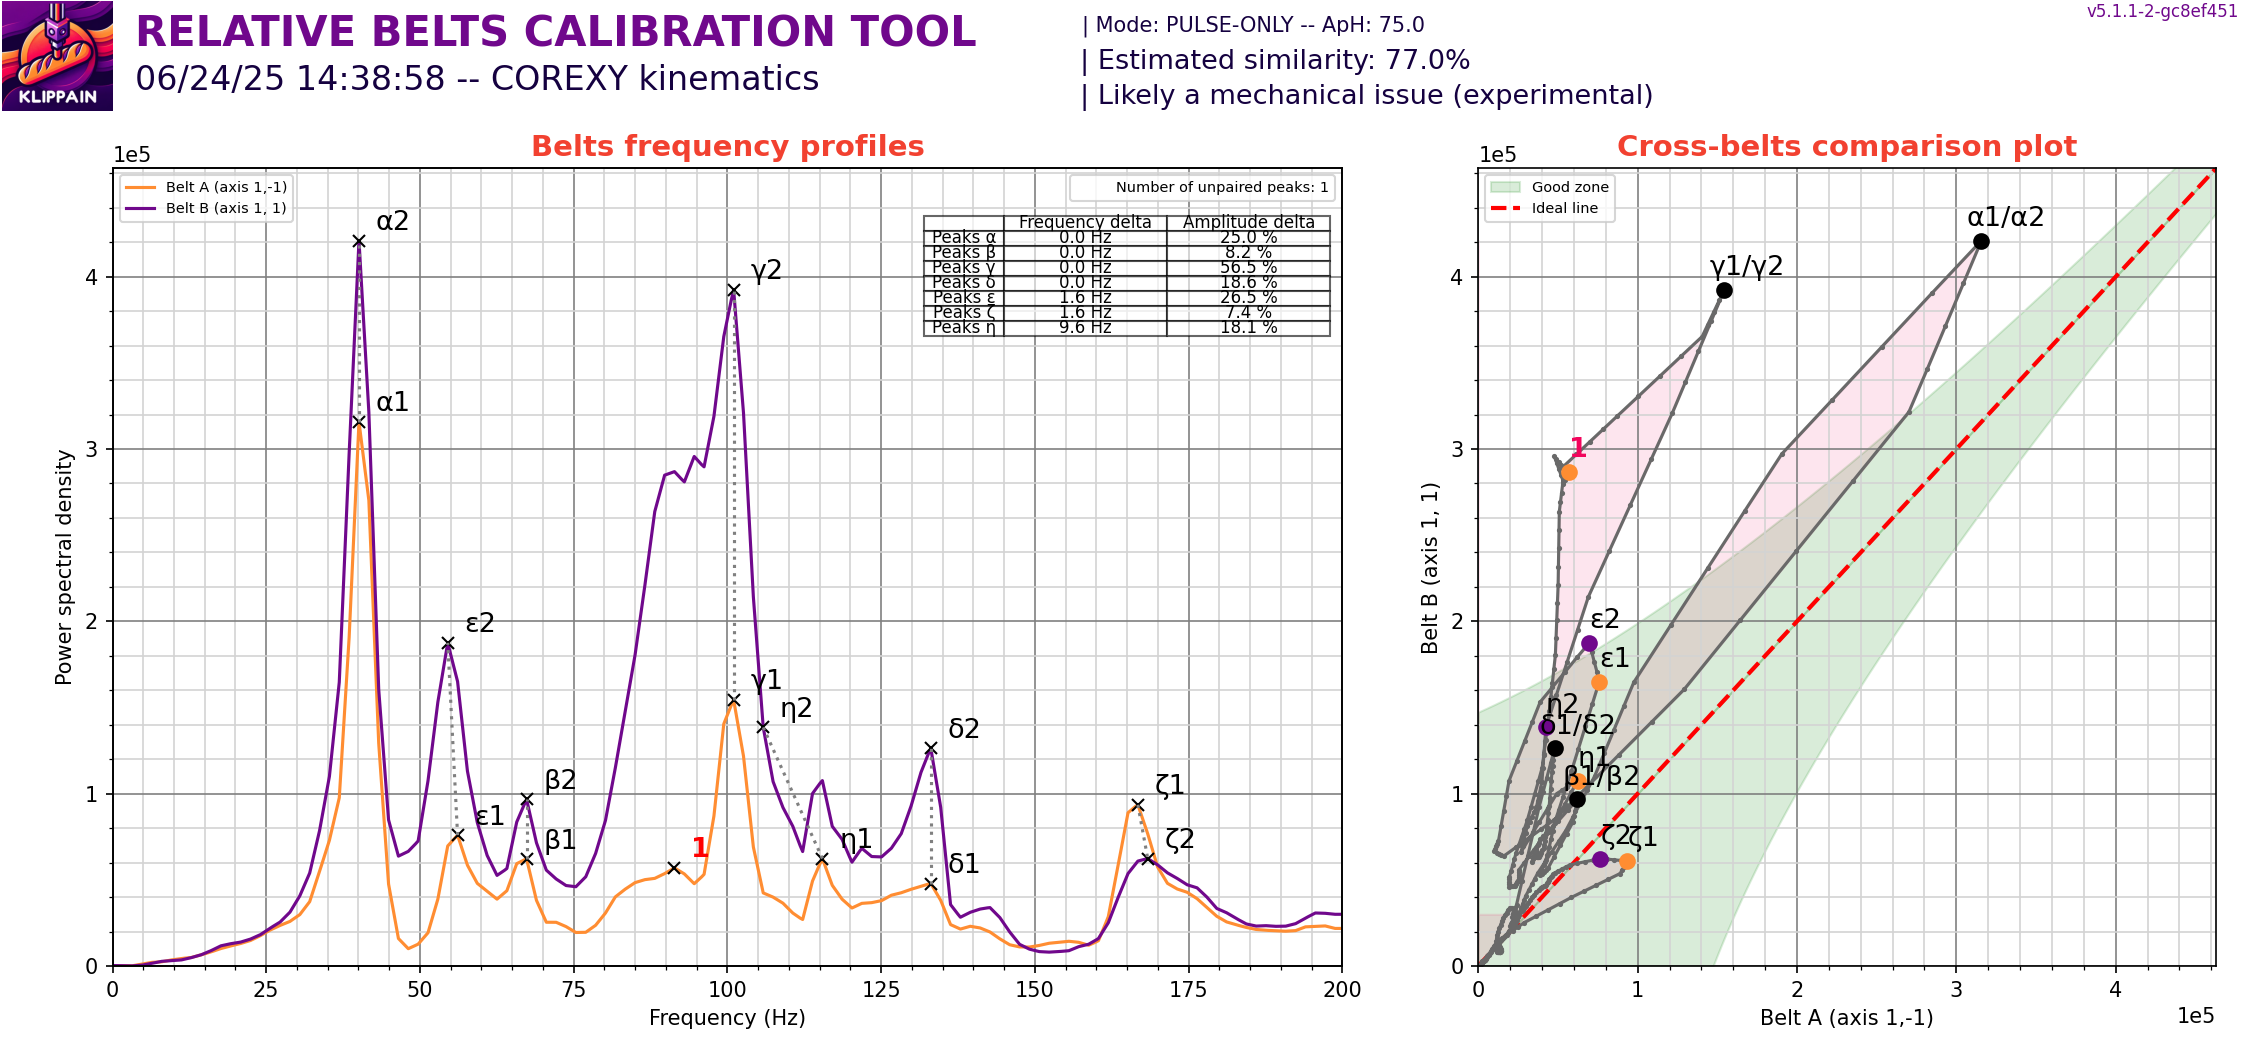 KLIPPAIN
RELATIVE BELTS CALIBRATION TOOL
06/24/25 14:38:58 -- COREXY kinematics
| Mode: PULSE-ONLY -- ApH: 75.0
| Estimated similarity: 77.0%
| Likely a mechanical issue (experimental)
v5.1.1-2-gc8ef451
Belts frequency profiles
1e5
Belt A (axis 1,-1)
Belt B (axis 1, 1)
Number of unpaired peaks: 1
Frequency delta Amplitude delta
Peaks α 0.0 Hz 25.0 %
Peaks β 0.0 Hz 8.2 %
Peaks γ 0.0 Hz 56.5 %
Peaks δ 0.0 Hz 18.6 %
Peaks ε 1.6 Hz 26.5 %
Peaks ζ 1.6 Hz 7.4 %
Peaks η 9.6 Hz 18.1 %
α2
γ2
α1
ε2
γ1
η2
δ2
β2
ζ1
ε1
β1
1
η1
ζ2
δ1
Power spectral density
4
3
2
1
0
0 25 50 75 100 125 150 175 200
Frequency (Hz)
Cross-belts comparison plot
1e5
Good zone
Ideal line
α1/α2
γ1/γ2
1
ε2
ε1
η2
δ1/δ2
η1
β1/β2
ζ2
ζ1
Belt B (axis 1, 1)
4
3
2
1
0
0 1 2 3 4
Belt A (axis 1,-1)
1e5